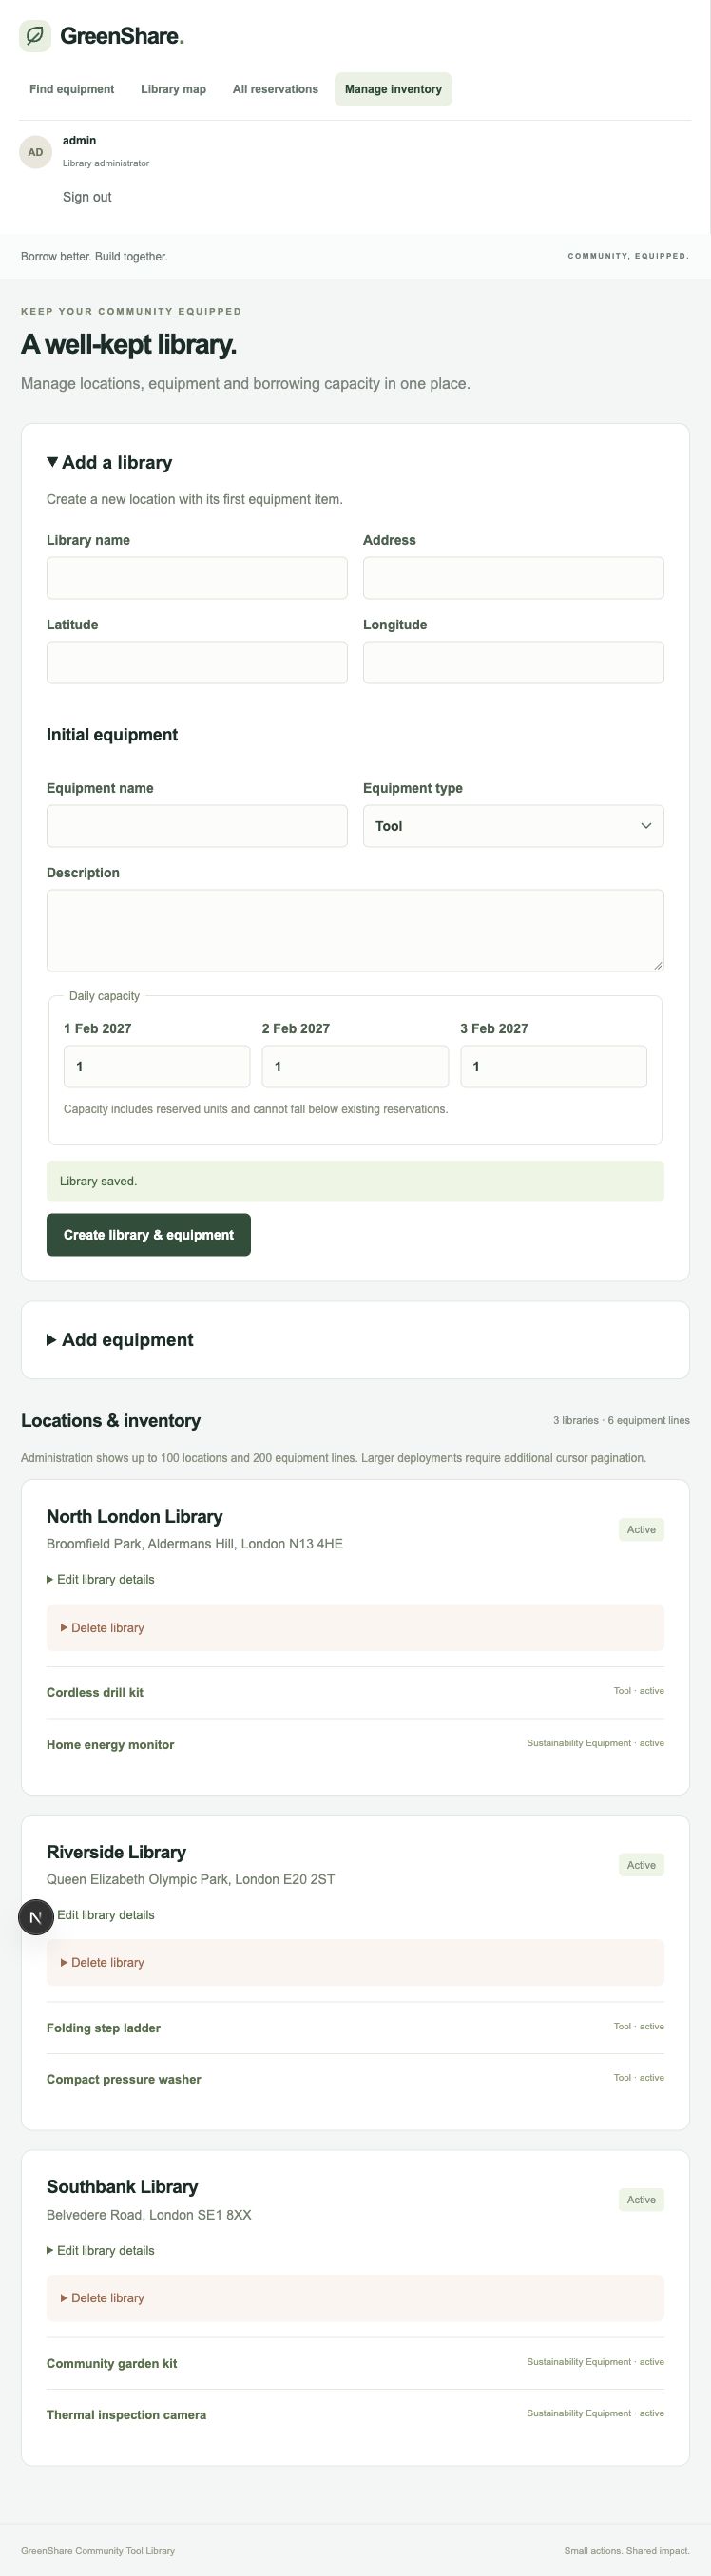 GreenShare.
Find equipment
Library map
All reservations
Manage inventory
AD
admin
Library administrator
Sign out
Borrow better. Build together.
COMMUNITY, EQUIPPED.
KEEP YOUR COMMUNITY EQUIPPED
A well-kept library.
Manage locations, equipment and borrowing capacity in one place.
Add a library
Create a new location with its first equipment item.
Library name
Address
Latitude
Longitude
Initial equipment
Equipment name
Equipment type
Tool
Description
Daily capacity
1 Feb 2027
2 Feb 2027
3 Feb 2027
1
1
1
Capacity includes reserved units and cannot fall below existing reservations.
Library saved.
Create library & equipment
Add equipment
Locations & inventory
3 libraries · 6 equipment lines
Administration shows up to 100 locations and 200 equipment lines. Larger deployments require additional cursor pagination.
North London Library
Active
Broomfield Park, Aldermans Hill, London N13 4HE
Edit library details
Delete library
Cordless drill kit
Tool · active
Home energy monitor
Sustainability Equipment · active
Riverside Library
Active
Queen Elizabeth Olympic Park, London E20 2ST
N
Edit library details
Delete library
Folding step ladder
Tool · active
Compact pressure washer
Tool · active
Southbank Library
Active
Belvedere Road, London SE1 8XX
Edit library details
Delete library
Community garden kit
Sustainability Equipment · active
Thermal inspection camera
Sustainability Equipment · active
GreenShare Community Tool Library
Small actions. Shared impact.